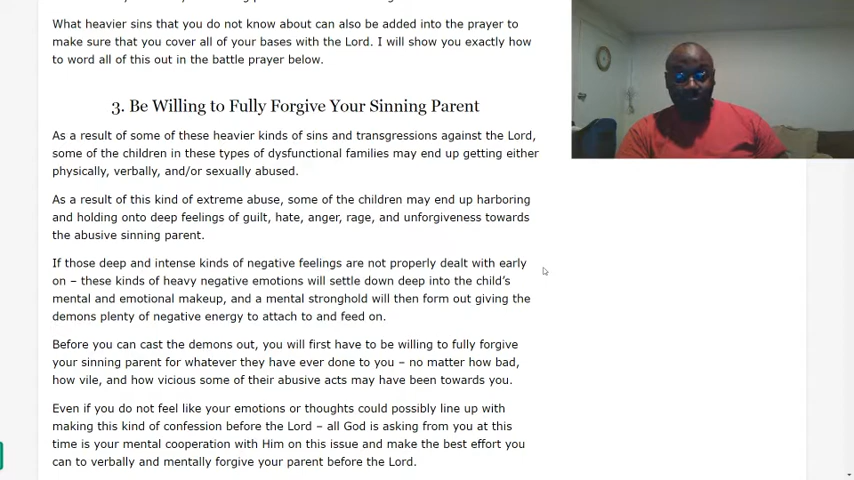 What heavier sins that you do not know about can also be added into the prayer to
make sure that you cover all of your bases with the Lord. I will show you exactly how
to word all of this out in the battle prayer below.
3. Be Willing to Fully Forgive Your Sinning Parent
As a result of some of these heavier kinds of sins and transgressions against the Lord,
some of the children in these types of dysfunctional families may end up getting either
physically, verbally, and/or sexually abused.
As a result of this kind of extreme abuse, some of the children may end up harboring
and holding onto deep feelings of guilt, hate, anger, rage, and unforgiveness towards
the abusive sinning parent.
If those deep and intense kinds of negative feelings are not properly dealt with early
on – these kinds of heavy negative emotions will settle down deep into the child's
mental and emotional makeup, and a mental stronghold will then form out giving the
demons plenty of negative energy to attach to and feed on.
Before you can cast the demons out, you will first have to be willing to fully forgive
your sinning parent for whatever they have ever done to you – no matter how bad,
how vile, and how vicious some of their abusive acts may have been towards you.
Even if you do not feel like your emotions or thoughts could possibly line up with
making this kind of confession before the Lord – all God is asking from you at this
time is your mental cooperation with Him on this issue and make the best effort you
can to verbally and mentally forgive your parent before the Lord.